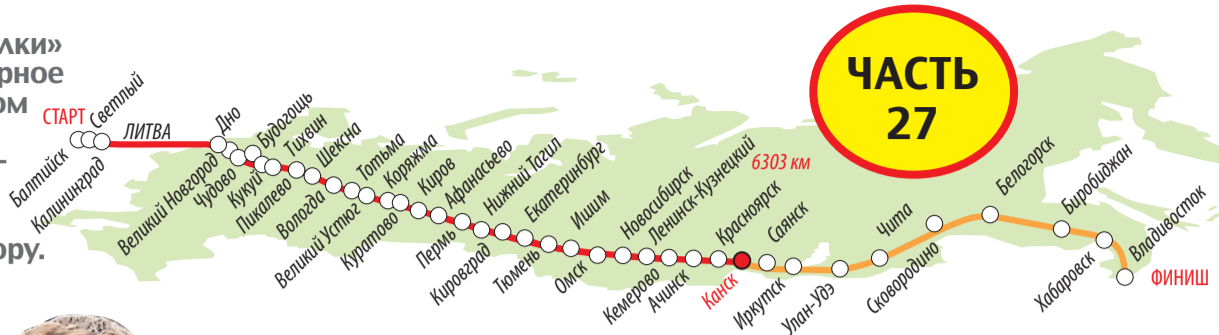 лки»
рное
ом
-
ору.
ЧАСТЬ
27
СТАРТ
Балтийск
Светлый
Калининград
ЛИТВА
Дно
Великий Новгород
Чудово
Будогощь
Кукуй
Тихвин
Пикалево
Шексна
Вологда
Тотьма
Великий Устюг
Коряжма
Куратово
Киров
Афанасьево
Пермь
Нижний Тагил
Кировград
Екатеринбург
Тюмень
Ишим
Омск
Новосибирск
Ленинск-Кузнецкий
Кемерово
Ачинск
Красноярск
6303 км
Канск
Саянск
Иркутск
Улан-Удэ
Чита
Сковородино
Белогорск
Биробиджан
Хабаровск
Владивосток
ФИНИШ